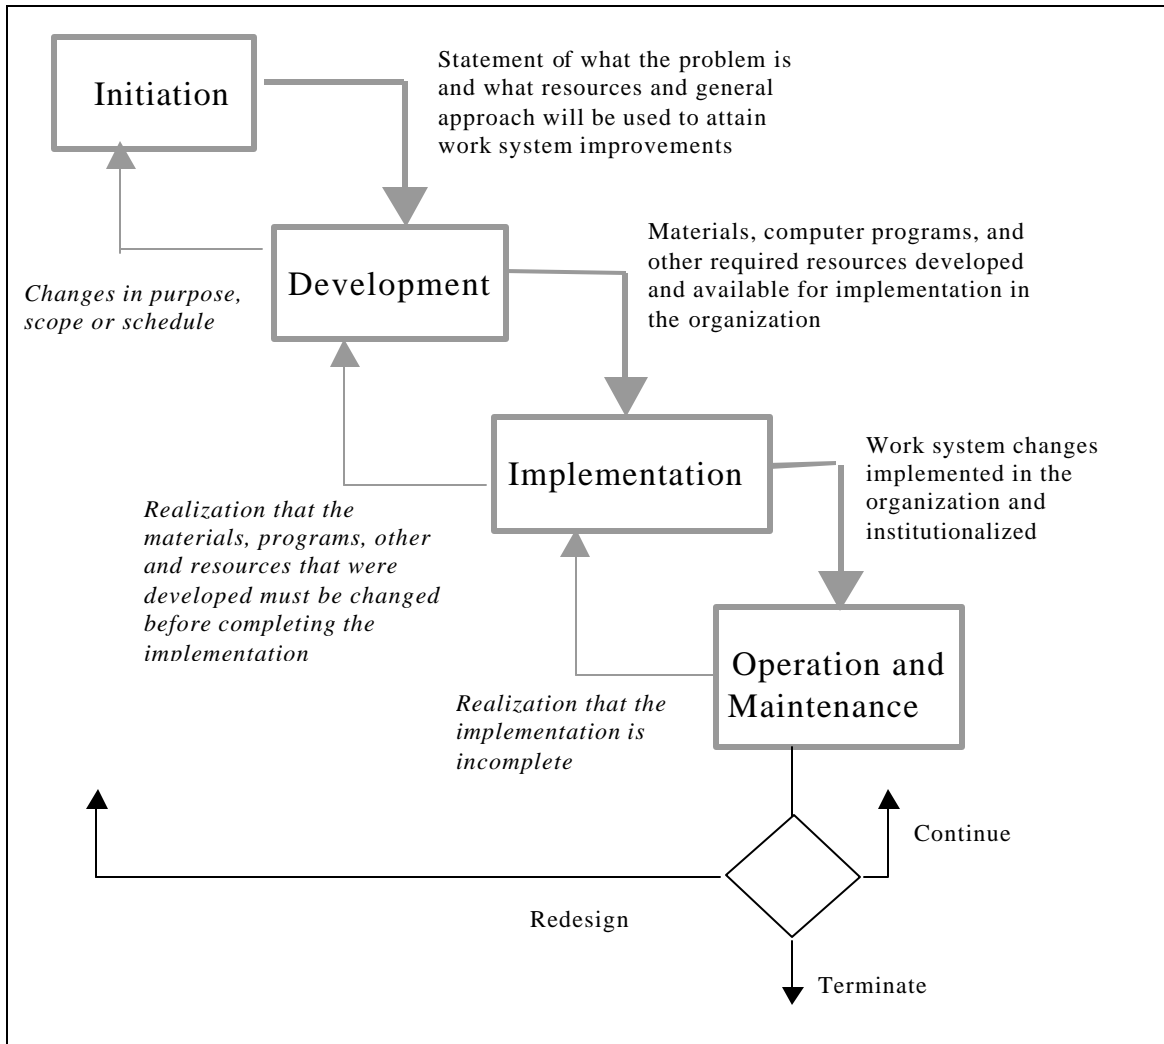 Initiation
Statement of what the problem is
and what resources and general
approach will be used to attain
work system improvements
Changes in purpose,
scope or schedule
Development
Materials, computer programs, and
other required resources developed
and available for implementation in
the organization
Realization that the
materials, programs, other
and resources that were
developed must be changed
before completing the
implementation
Implementation
Work system changes
implemented in the
organization and
institutionalized
Realization that the
implementation is
incomplete
Operation and
Maintenance
Continue
Redesign
Terminate